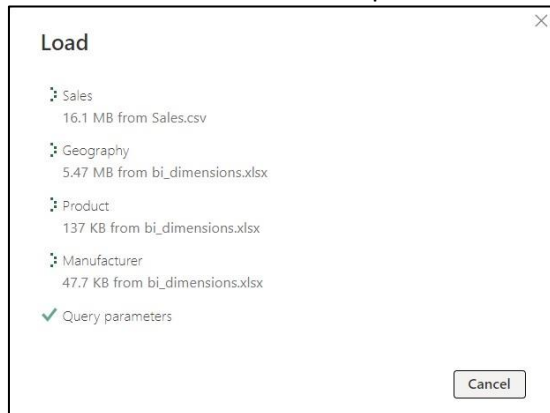 Load
Sales
16.1 MB from Sales.csv
Geography
5.47 MB from bi_dimensions.xlsx
Product
137 KB from bi_dimensions.xlsx
Manufacturer
47.7 KB from bi_dimensions.xlsx
Query parameters
Cancel